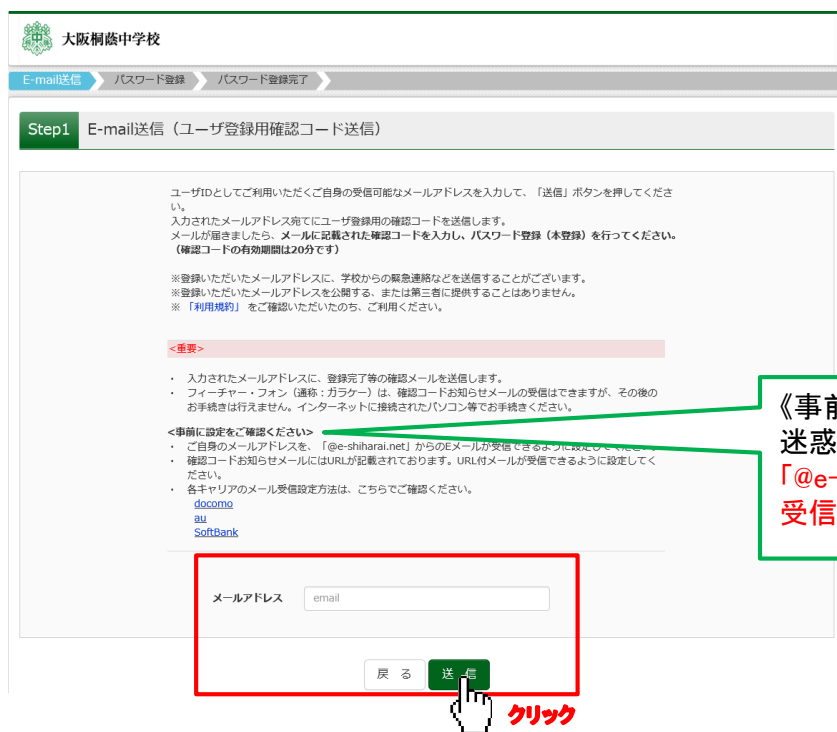 大阪桐蔭中学校
E-mail送信 パスワード登録 パスワード登録完了
Step1 E-mail送信（ユーザ登録用確認コード送信）
ユーザIDとしてご利用いただくご自身の受信可能なメールアドレスを入力して、「送信」ボタンを押してくださ
い。
入力されたメールアドレス宛てにユーザ登録用の確認コードを送信します。
メールが届きましたら、メールに記載された確認コードを入力し、パスワード登録（本登録）を行ってください。
（確認コードの有効期間は20分です）
※登録いただいたメールアドレスに、学校からの緊急連絡などを送信することがございます。
※登録いただいたメールアドレスを公開する、または第三者に提供することはありません。
※ 「利用規約」 をご確認いただいたのち、ご利用ください。
<重要>
・ 入力されたメールアドレスに、登録完了等の確認メールを送信します。
・ フィーチャー・フォン（通称：ガラケー）は、確認コードお知らせメールの受信はできますが、その後の
お手続きは行えません。インターネットに接続されたパソコン等でお手続きください。
<事前に設定をご確認ください>
・ ご自身のメールアドレスを、「@e-shiharai.net」からのEメールが受信できるように設定してください。
・ 確認コードお知らせメールにはURLが記載されております。URL付メールが受信できるように設定してく
ださい。
・ 各キャリアのメール受信設定方法は、こちらでご確認ください。
docomo
au
SoftBank
《事前
迷惑
「@e-
受信
メールアドレス email
戻 る 送 信
クリック